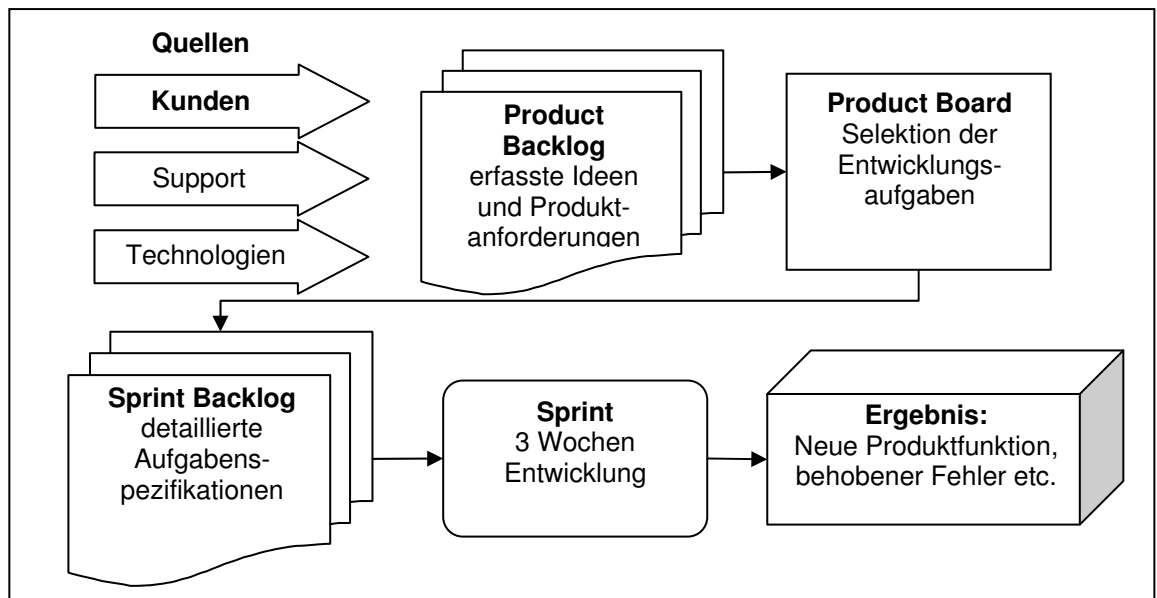 Quellen
Kunden
Support
Technologien
Product
Backlog
erfasste Ideen
und Produkt-
anforderungen
Product Board
Selektion der
Entwicklungs-
aufgaben
Sprint Backlog
detaillierte
Aufgabens-
pezifikationen
Sprint
3 Wochen
Entwicklung
Ergebnis:
Neue Produktfunktion,
behobener Fehler etc.